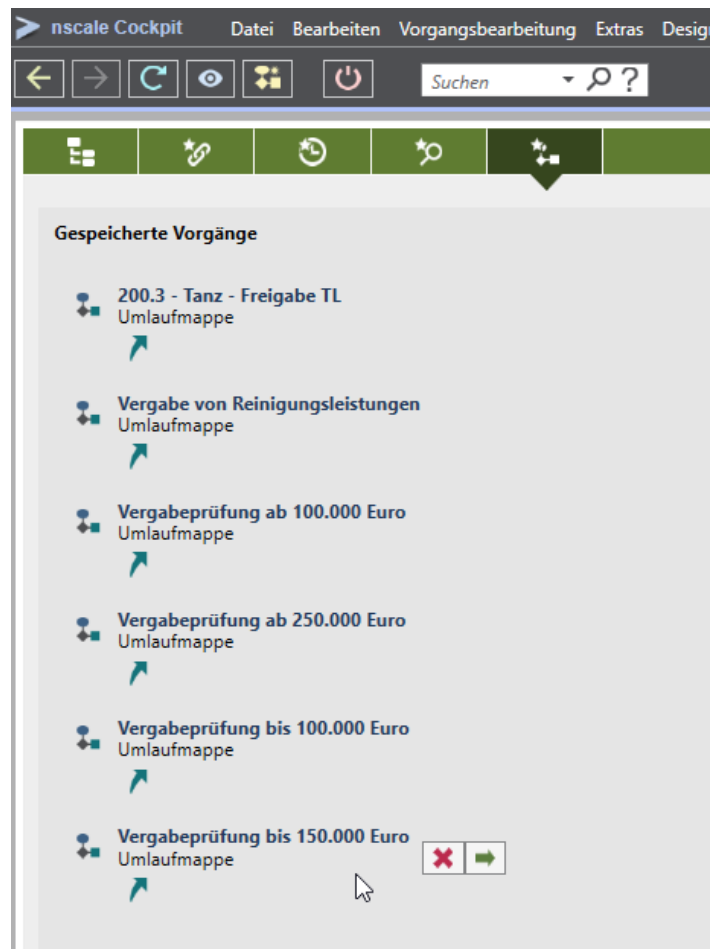 nscale Cockpit Datei Bearbeiten Vorgangsbearbeitung Extras Desig
Suchen
Gespeicherte Vorgänge
200.3 - Tanz - Freigabe TL
Umlaufmappe
Vergabe von Reinigungsleistungen
Umlaufmappe
Vergabeprüfung ab 100.000 Euro
Umlaufmappe
Vergabeprüfung ab 250.000 Euro
Umlaufmappe
Vergabeprüfung bis 100.000 Euro
Umlaufmappe
Vergabeprüfung bis 150.000 Euro
Umlaufmappe